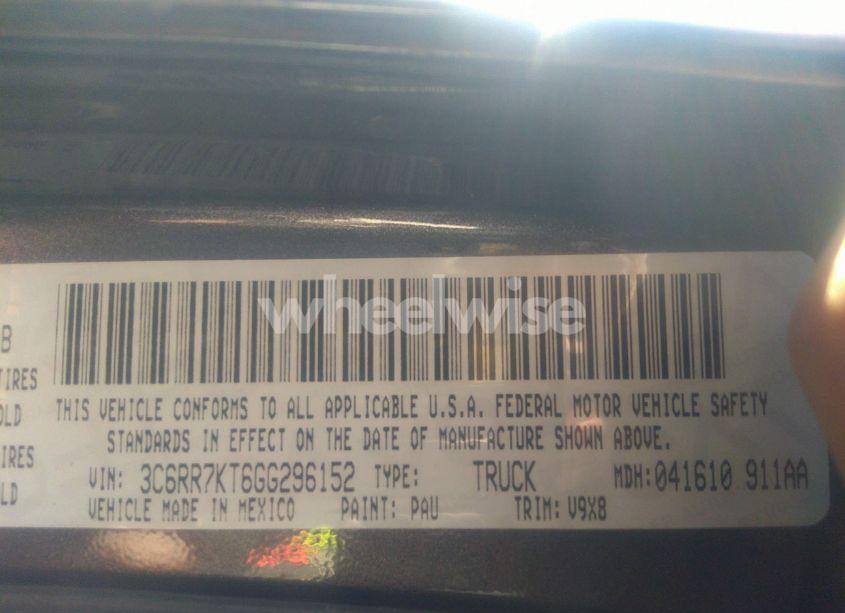 B
TIRES
OLD
IRES
LD
wheelwise
THIS VEHICLE CONFORMS TO ALL APPLICABLE U.S.A. FEDERAL MOTOR VEHICLE SAFETY
STANDARDS IN EFFECT ON THE DATE OF MANUFACTURE SHOWN ABOVE.
VIN: 3C6RR7KT6GG296152 TYPE: TRUCK MDH: 041610 911AA
VEHICLE MADE IN MEXICO PAINT: PAU TRIM: V9X8